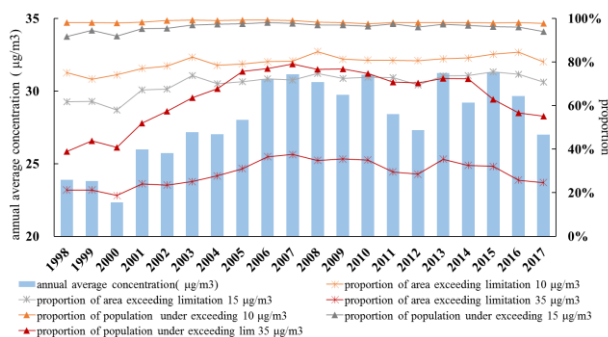 35
30
25
20
annual average concentration ( μg/m3)
100%
80%
60%
40%
20%
0%
proportion
1998 1999 2000 2001 2002 2003 2004 2005 2006 2007 2008 2009 2010 2011 2012 2013 2014 2015 2016 2017
annual average concentration( μg/m3) proportion of area exceeding limitation 10 μg/m3
proportion of area exceeding limitation 15 μg/m3 proportion of area exceeding limitation 35 μg/m3
proportion of population under exceeding 10 μg/m3 proportion of population under exceeding 15 μg/m3
proportion of population under exceeding lim 35 μg/m3